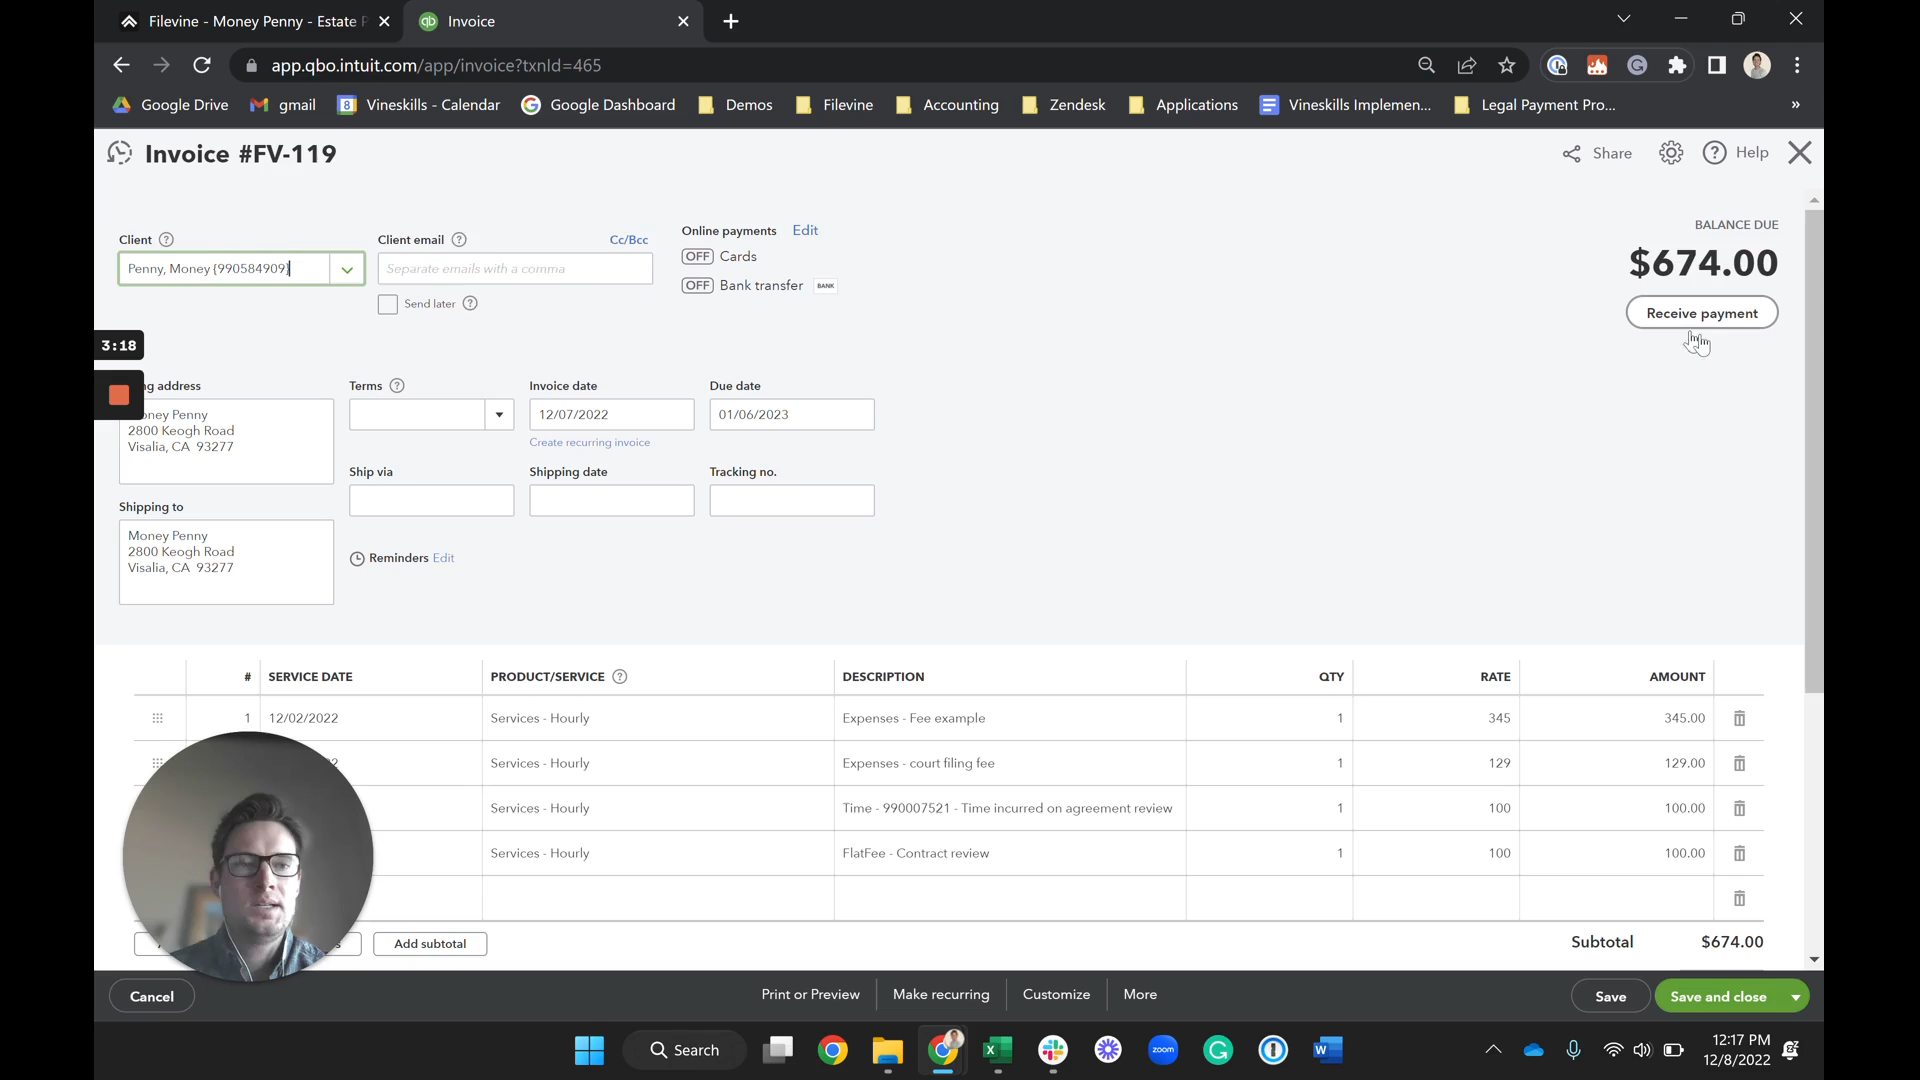 Filevine - Money Penny - Estate P
Invoice
app.qbo.intuit.com/app/invoice?txnId=465
Google Drive
gmail
Vineskills - Calendar
Google Dashboard
Demos
Filevine
Accounting
Zendesk
Applications
Vineskills Implemen...
Legal Payment Pro...
»
Invoice #FV-119
Share
Help
Client
Client email
Cc/Bcc
Online payments
Edit
BALANCE DUE
Penny, Money (990584909)
Separate emails with a comma
OFF Cards
$674.00
OFF Bank transfer BANK
Send later
Receive payment
3:18
g address
Terms
Invoice date
Due date
oney Penny
2800 Keogh Road
Visalia, CA 93277
12/07/2022
01/06/2023
Create recurring invoice
Ship via
Shipping date
Tracking no.
Shipping to
Money Penny
2800 Keogh Road
Visalia, CA 93277
Reminders Edit
# SERVICE DATE PRODUCT/SERVICE DESCRIPTION QTY RATE AMOUNT
1 12/02/2022 Services - Hourly Expenses - Fee example 1 345 345.00
2 Services - Hourly Expenses - court filing fee 1 129 129.00
Services - Hourly Time - 990007521 - Time incurred on agreement review 1 100 100.00
Services - Hourly FlatFee - Contract review 1 100 100.00
Add subtotal
Subtotal $674.00
Cancel
Print or Preview
Make recurring
Customize
More
Save
Save and close
Search
zoom
12:17 PM
12/8/2022